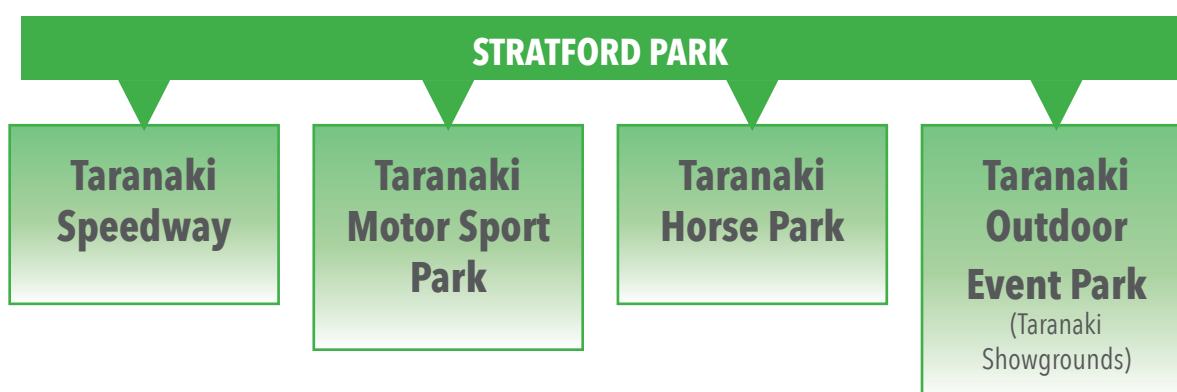 STRATFORD PARK
Taranaki
Speedway
Taranaki
Motor Sport
Park
Taranaki
Horse Park
Taranaki
Outdoor
Event Park
(Taranaki
Showgrounds)